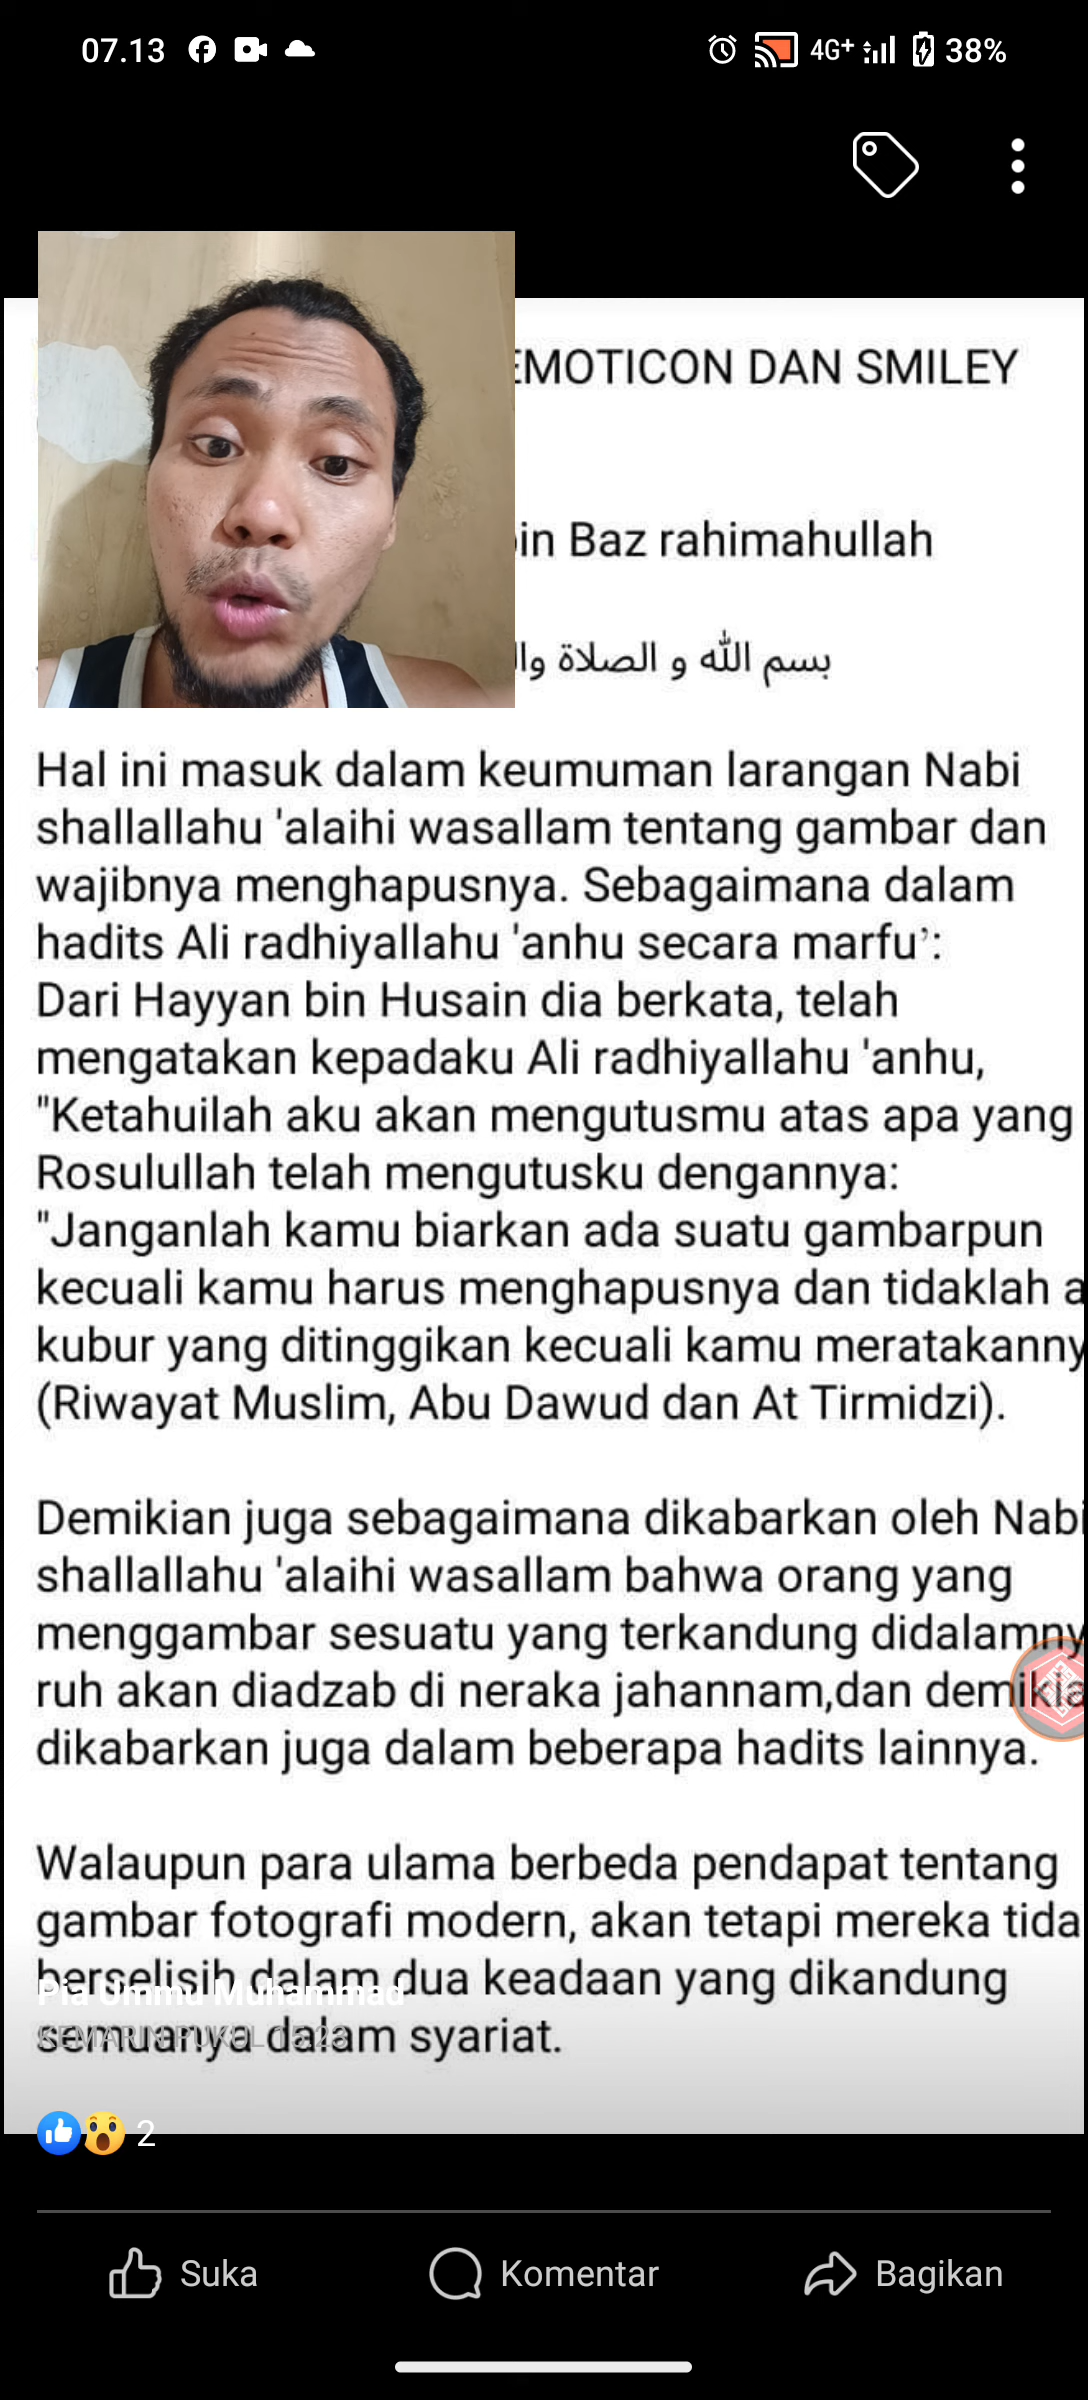 07.13
4G+ 38%
EMOTICON DAN SMILEY
bin Baz rahimahullah
بسم الله و الصلاة
Hal ini masuk dalam keumuman larangan Nabi
shallallahu 'alaihi wasallam tentang gambar dan
wajibnya menghapusnya. Sebagaimana dalam
hadits Ali radhiyallahu 'anhu secara marfu’:
Dari Hayyan bin Husain dia berkata, telah
mengatakan kepadaku Ali radhiyallahu 'anhu,
"Ketahuilah aku akan mengutusmu atas apa yang
Rosulullah telah mengutusku dengannya:
"Janganlah kamu biarkan ada suatu gambarpun
kecuali kamu harus menghapusnya dan tidaklah
kubur yang ditinggikan kecuali kamu meratakanny
(Riwayat Muslim, Abu Dawud dan At Tirmidzi).
Demikian juga sebagaimana dikabarkan oleh Nabi
shallallahu 'alaihi wasallam bahwa orang yang
menggambar sesuatu yang terkandung didalamny
ruh akan diadzab di neraka jahannam,dan
dikabarkan juga dalam beberapa hadits lainnya.
Walaupun para ulama berbeda pendapat tentang
gambar fotografi modern, akan tetapi mereka tida
berselisih dalam dua keadaan yang dikandung
Pia Ummu Muhammad
semuanya dalam syariat.
KEMARIN PUKUL 15.23
2
Suka
Komentar
Bagikan